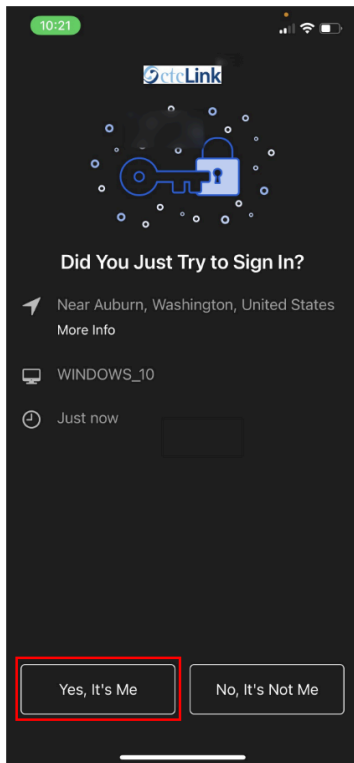 10:21
ctcLink
Did You Just Try to Sign In?
Near Auburn, Washington, United States
More Info
WINDOWS_10
Just now
Yes, It's Me
No, It's Not Me